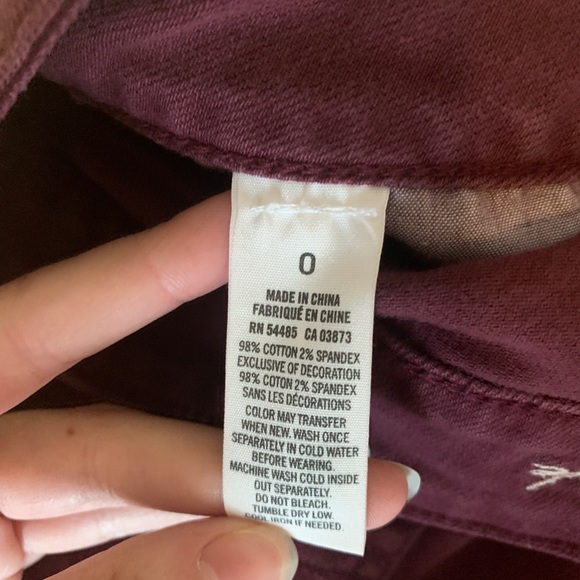 0
MADE IN CHINA
FABRIQUÉ EN CHINE
RN 54485 CA 03873
98% COTTON 2% SPANDEX
EXCLUSIVE OF DECORATION
98% COTON 2% SPANDEX
SANS LES DÉCORATIONS
COLOR MAY TRANSFER
WHEN NEW. WASH ONCE
SEPARATELY IN COLD WATER
BEFORE WEARING.
MACHINE WASH COLD INSIDE
OUT SEPARATELY.
DO NOT BLEACH.
TUMBLE DRY LOW.
COOL IRON IF NEEDED.